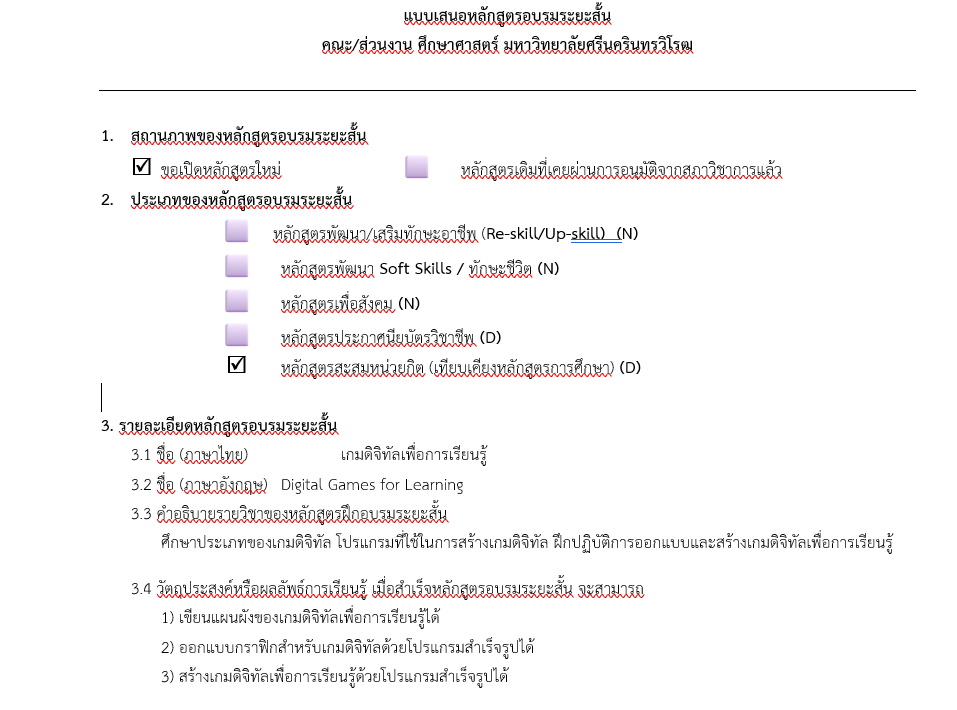 แบบเสนอหลักสูตรอบรมระยะสั้น
คณะ/ส่วนงาน ศึกษาศาสตร์ มหาวิทยาลัยศรีนครินทรวิโรฒ
1. สถานภาพของหลักสูตรอบรมระยะสั้น
☑ ขอเปิดหลักสูตรใหม่ หลักสูตรเดิมที่เคยผ่านการอนุมัติจากสภาวิชาการแล้ว
2. ประเภทของหลักสูตรอบรมระยะสั้น
หลักสูตรพัฒนา/เสริมทักษะอาชีพ (Re-skill/Up-skill) (N)
หลักสูตรพัฒนา Soft Skills / ทักษะชีวิต (N)
หลักสูตรเพื่อสังคม (N)
หลักสูตรประกาศนียบัตรวิชาชีพ (D)
☑ หลักสูตรสะสมหน่วยกิต (เทียบเคียงหลักสูตรการศึกษา) (D)
3. รายละเอียดหลักสูตรอบรมระยะสั้น
3.1 ชื่อ (ภาษาไทย) เกมดิจิทัลเพื่อการเรียนรู้
3.2 ชื่อ (ภาษาอังกฤษ) Digital Games for Learning
3.3 คำอธิบายรายวิชาของหลักสูตรฝึกอบรมระยะสั้น
ศึกษาประเภทของเกมดิจิทัล โปรแกรมที่ใช้ในการสร้างเกมดิจิทัล ฝึกปฏิบัติการออกแบบและสร้างเกมดิจิทัลเพื่อการเรียนรู้
3.4 วัตถุประสงค์หรือผลลัพธ์การเรียนรู้ เมื่อสำเร็จหลักสูตรอบรมระยะสั้น จะสามารถ
1) เขียนแผนผังของเกมดิจิทัลเพื่อการเรียนรู้ได้
2) ออกแบบกราฟิกสำหรับเกมดิจิทัลด้วยโปรแกรมสำเร็จรูปได้
3) สร้างเกมดิจิทัลเพื่อการเรียนรู้ด้วยโปรแกรมสำเร็จรูปได้